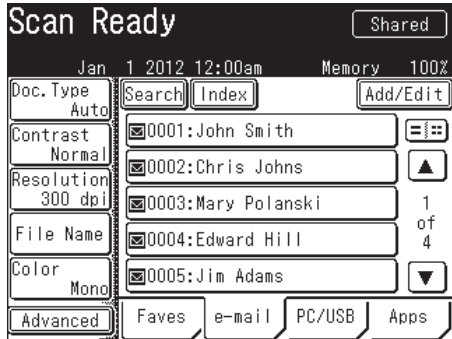 Scan Ready
Shared
Jan 1 2012 12:00am Memory 100%
Doc.Type
Auto
Search Index Add/Edit
Contrast
Normal
0001:John Smith
0002:Chris Johns
Resolution
300 dpi
0003:Mary Polanski
1
of
4
File Name
0004:Edward Hill
Color
Mono
0005:Jim Adams
Advanced
Faves e-mail PC/USB Apps